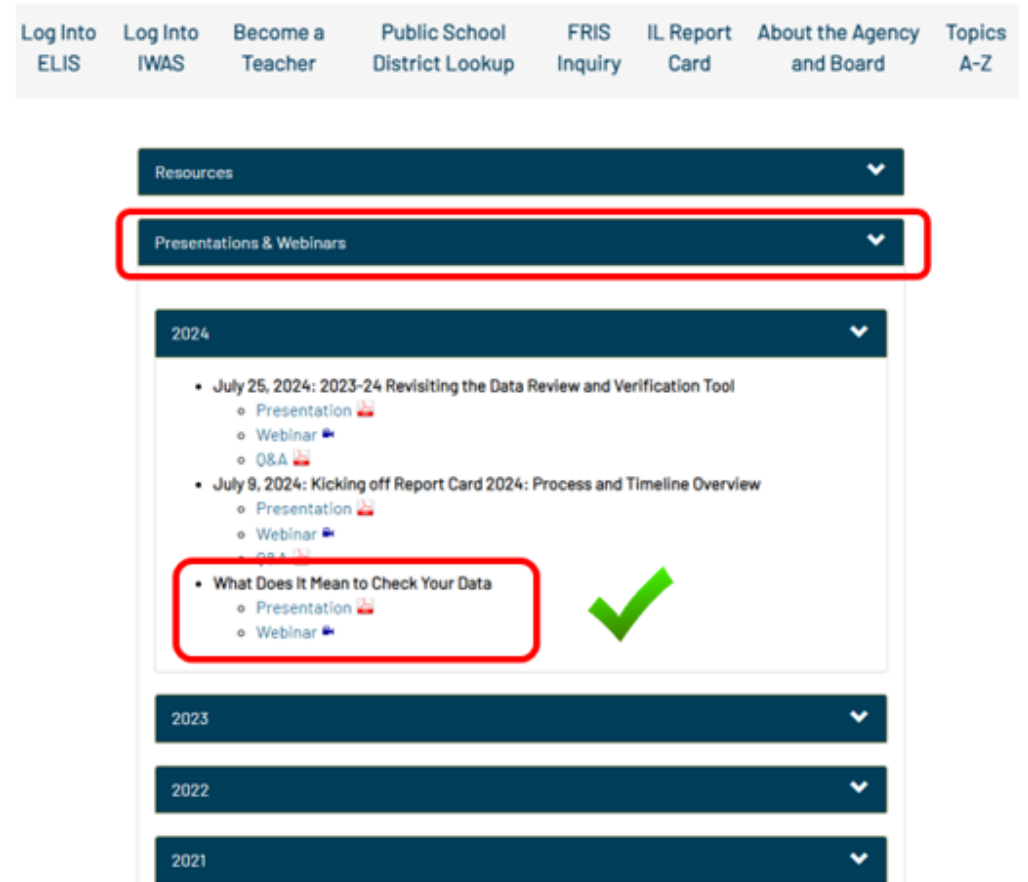 Log Into ELIS
Log Into IWAS
Become a Teacher
Public School District Lookup
FRIS Inquiry
IL Report Card
About the Agency and Board
Topics A-Z
Resources
Presentations & Webinars
2024
July 25, 2024: 2023-24 Revisiting the Data Review and Verification Tool
Presentation
Webinar
Q&A
July 9, 2024: Kicking off Report Card 2024: Process and Timeline Overview
Presentation
Webinar
Q&A
What Does It Mean to Check Your Data
Presentation
Webinar
2023
2022
2021